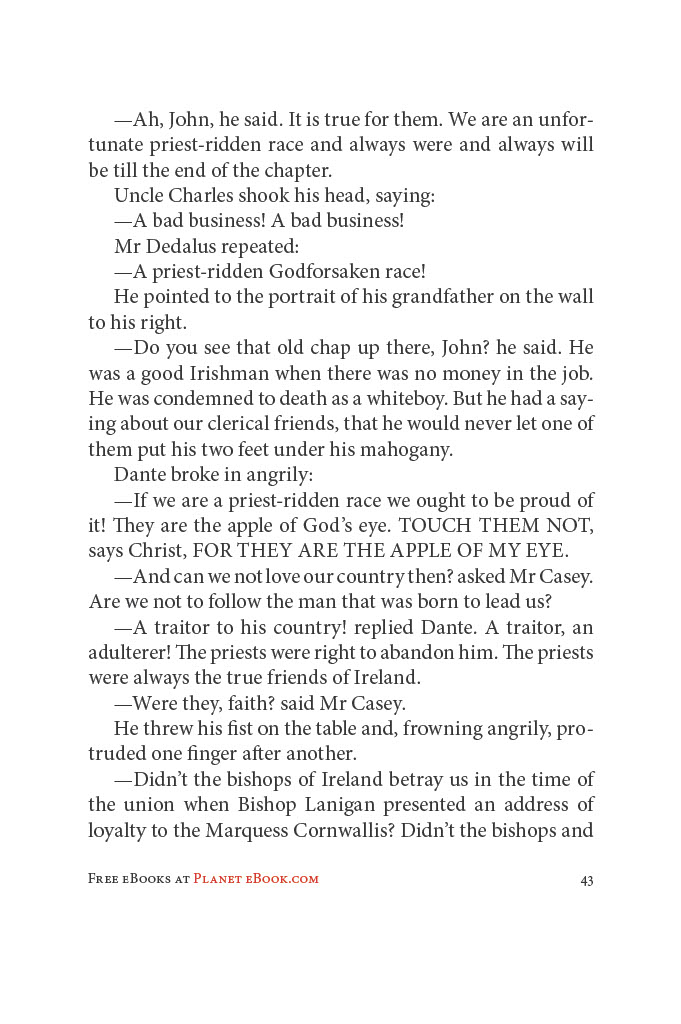 —Ah, John, he said. It is true for them. We are an unfor-
tunate priest-ridden race and always were and always will
be till the end of the chapter.
Uncle Charles shook his head, saying:
—A bad business! A bad business!
Mr Dedalus repeated:
—A priest-ridden Godforsaken race!
He pointed to the portrait of his grandfather on the wall
to his right.
—Do you see that old chap up there, John? he said. He
was a good Irishman when there was no money in the job.
He was condemned to death as a whiteboy. But he had a say-
ing about our clerical friends, that he would never let one of
them put his two feet under his mahogany.
Dante broke in angrily:
—If we are a priest-ridden race we ought to be proud of
it! They are the apple of God’s eye. TOUCH THEM NOT,
says Christ, FOR THEY ARE THE APPLE OF MY EYE.
—And can we not love our country then? asked Mr Casey.
Are we not to follow the man that was born to lead us?
—A traitor to his country! replied Dante. A traitor, an
adulterer! The priests were right to abandon him. The priests
were always the true friends of Ireland.
—Were they, faith? said Mr Casey.
He threw his fist on the table and, frowning angrily, pro-
truded one finger after another.
—Didn’t the bishops of Ireland betray us in the time of
the union when Bishop Lanigan presented an address of
loyalty to the Marquess Cornwallis? Didn’t the bishops and
Free eBooks at Planet eBook.com 43